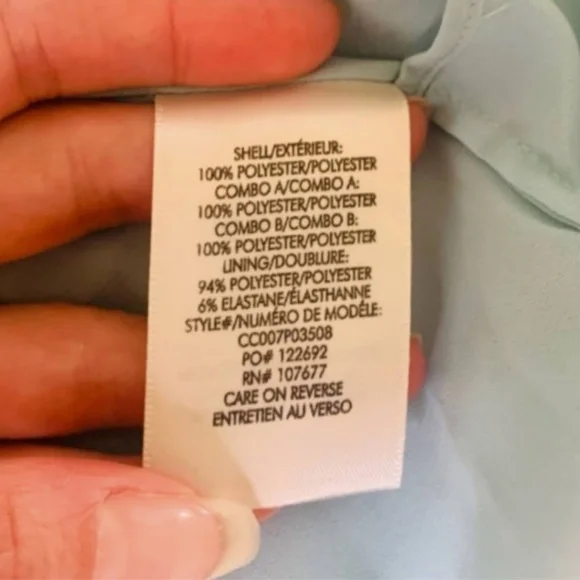 SHELL/EXTÉRIEUR:
100% POLYESTER/POLYESTER
COMBO A/COMBO A:
100% POLYESTER/POLYESTER
COMBO B/COMBO B:
100% POLYESTER/POLYESTER
LINING/DOUBLURE:
94% POLYESTER/POLYESTER
6% ELASTANE/ÉLASTHANNE
STYLE#/NUMÉRO DE MODÉLE:
CC007P03508
PO# 122692
RN# 107677
CARE ON REVERSE
ENTRETIEN AU VERSO